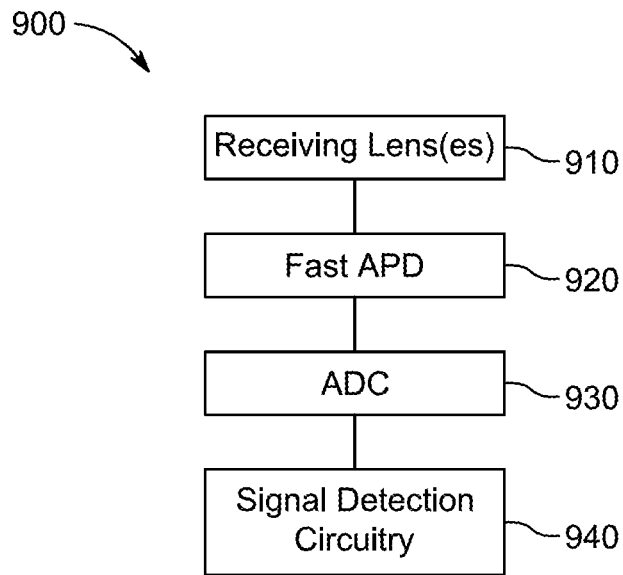 900
Receiving Lens(es)
910
Fast APD
920
ADC
930
Signal Detection
Circuitry
940